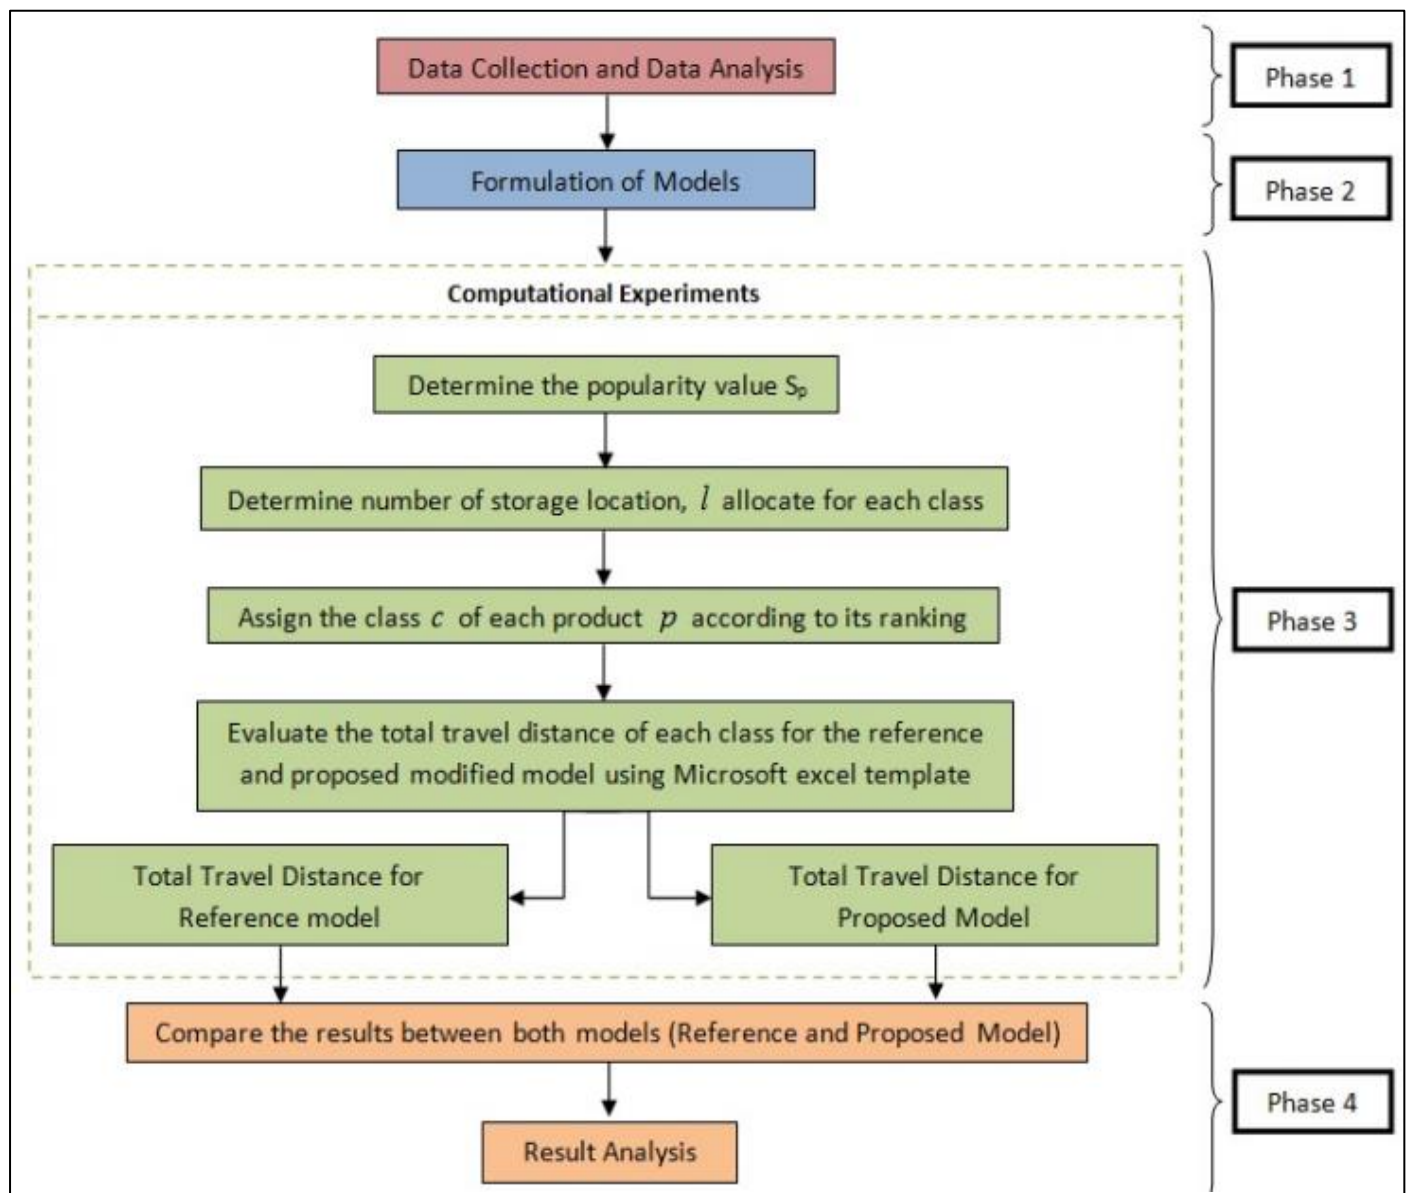 Data Collection and Data Analysis
Phase 1
Formulation of Models
Phase 2
Computational Experiments
Determine the popularity value Sₚ
Determine number of storage location, l allocate for each class
Assign the class c of each product p according to its ranking
Phase 3
Evaluate the total travel distance of each class for the reference
and proposed modified model using Microsoft excel template
Total Travel Distance for
Reference model
Total Travel Distance for
Proposed Model
Compare the results between both models (Reference and Proposed Model)
Phase 4
Result Analysis